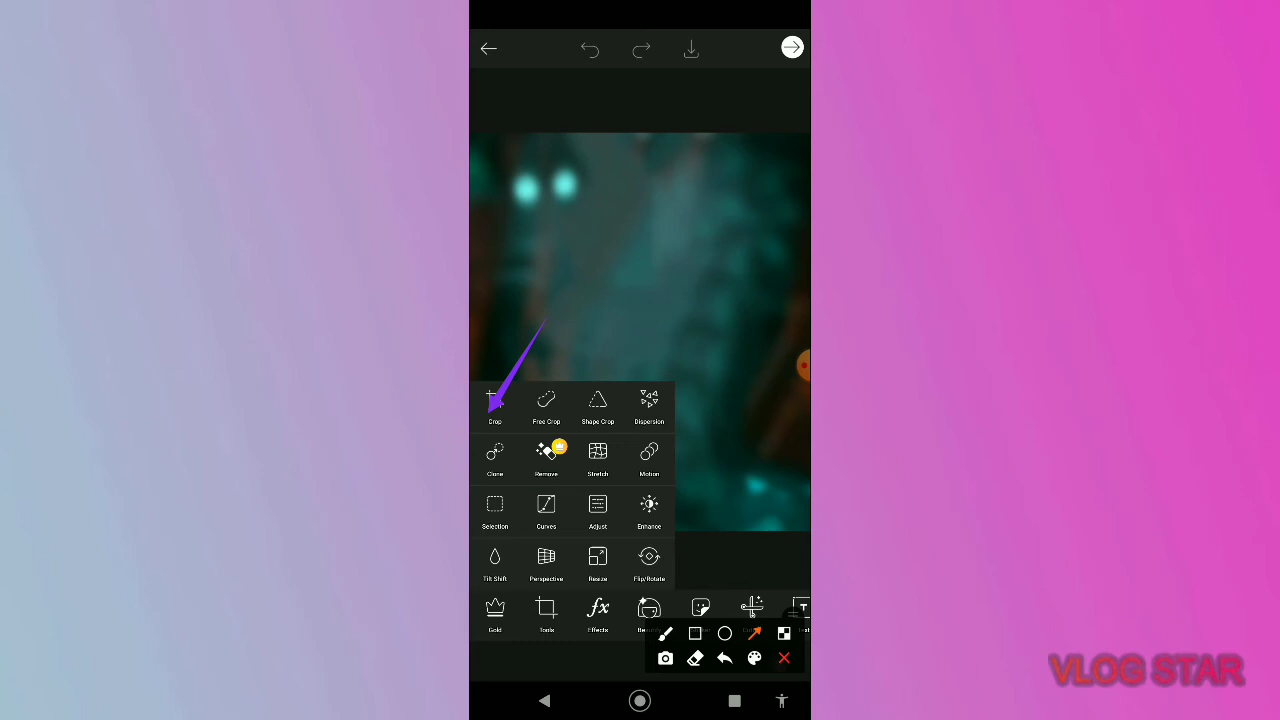 Crop Free Crop Shape Crop Dispersion
Clone Remove Stretch Motion
Selection Curves Adjust Enhance
Tilt Shift Perspective Resize Flip/Rotate
Gold Tools Effects
VLOG STAR